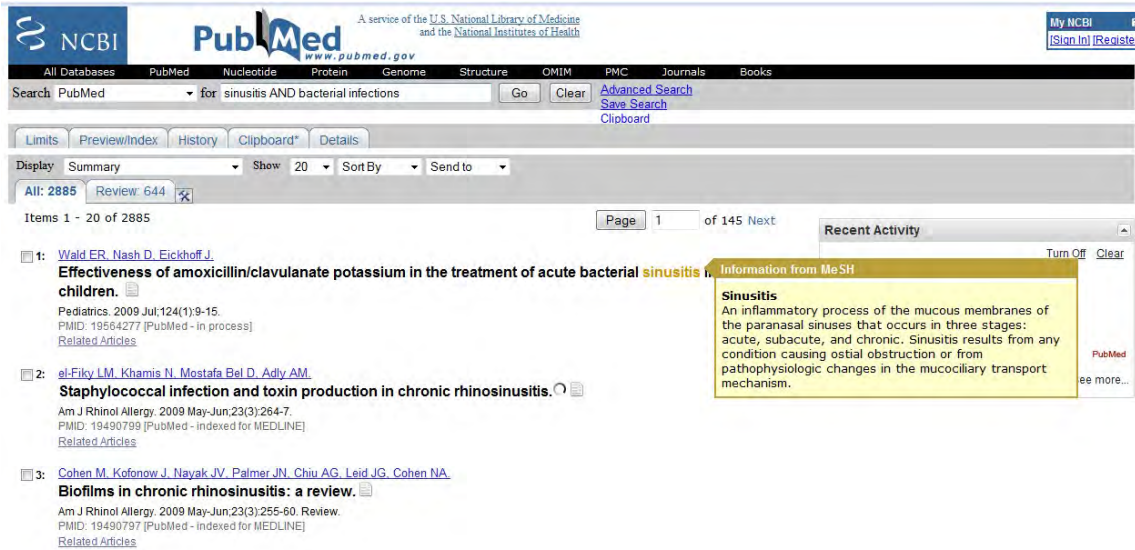 NCBI
PubMed
www.pubmed.gov
A service of the U.S. National Library of Medicine
and the National Institutes of Health
My NCBI
[Sign In] [Registe
All Databases PubMed Nucleotide Protein Genome Structure OMIM PMC Journals Books
Search PubMed for sinusitis AND bacterial infections Go Clear Advanced Search
Save Search
Clipboard
Limits Preview/Index History Clipboard* Details
Display Summary Show 20 Sort By Send to
All: 2885 Review: 644
Items 1 - 20 of 2885 Page 1 of 145 Next
Recent Activity
Turn Off Clear
1: Wald ER, Nash D, Eickhoff J.
Effectiveness of amoxicillin/clavulanate potassium in the treatment of acute bacterial sinusitis i
children.
Pediatrics. 2009 Jul;124(1):9-15.
PMID: 19564277 [PubMed - in process]
Related Articles
Information from MeSH
Sinusitis
An inflammatory process of the mucous membranes of
the paranasal sinuses that occurs in three stages:
acute, subacute, and chronic. Sinusitis results from any
condition causing ostial obstruction or from
pathophysiologic changes in the mucociliary transport
mechanism.
PubMed
ee more...
2: el-Fiky LM, Khamis N, Mostafa Bel D, Adly AM.
Staphylococcal infection and toxin production in chronic rhinosinusitis.
Am J Rhinol Allergy. 2009 May-Jun;23(3):264-7.
PMID: 19490799 [PubMed - indexed for MEDLINE]
Related Articles
3: Cohen M, Kofonow J, Nayak JV, Palmer JN, Chiu AG, Leid JG, Cohen NA.
Biofilms in chronic rhinosinusitis: a review.
Am J Rhinol Allergy. 2009 May-Jun;23(3):255-60. Review.
PMID: 19490797 [PubMed - indexed for MEDLINE]
Related Articles